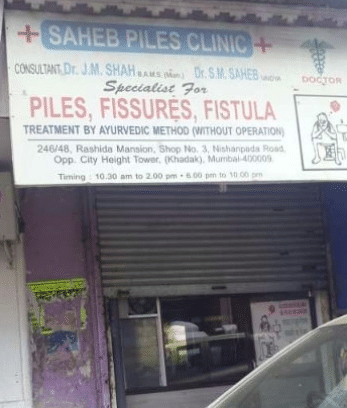 SAHEB PILES CLINIC
CONSULTANT, Dr. J.M. SHAH B.A.M.S. (Mum.) Dr. S.M. SAHEB
DOCTOR
Specialist For
PILES, FISSURES, FISTULA
TREATMENT BY AYURVEDIC METHOD (WITHOUT OPERATION)
246/48, Rashida Mansion, Shop No. 3, Nishanpada Road,
Opp. City Height Tower, (Khadak), Mumbai-400009.
Timing : 10.30 am to 2.00 pm • 6.00 pm to 10.00 pm